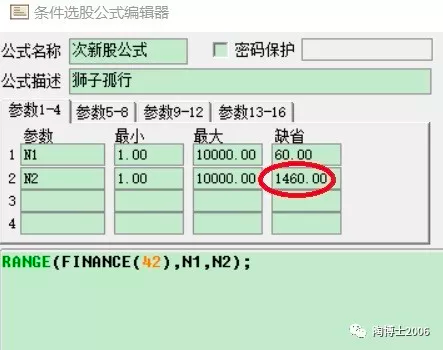 条件选股公式编辑器
公式名称 次新股公式 密码保护
公式描述 狮子孤行
参数1-4 参数5-8 参数9-12 参数13-16
参数 最小 最大 缺省
1 N1 1.00 10000.00 60.00
2 N2 1.00 10000.00 1460.00
3
4
RANGE(FINANCE(42),N1,N2);
淘博士2006